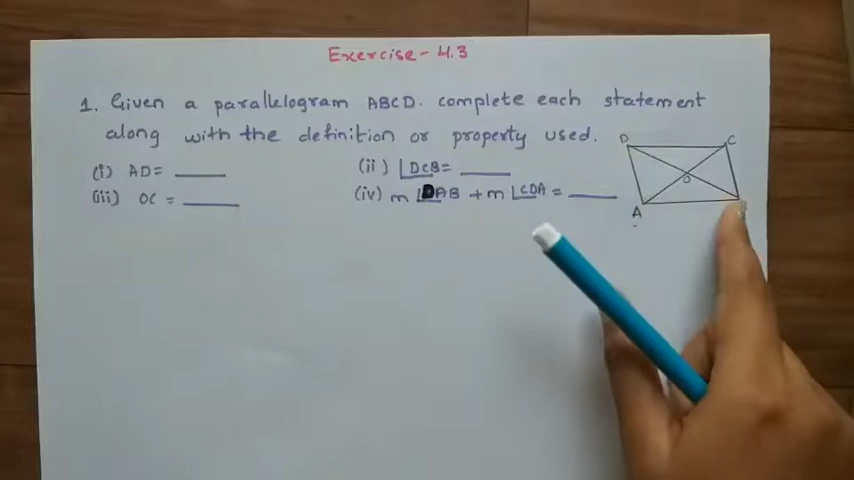 Exercise - 4.3
1. Given a parallelogram ABCD. complete each statement
along with the definition or property used.
(i) AD= ____ (ii) ∠DCB= ____
(iii) OC = ____ (iv) m ∠DAB + m ∠CDA = ____
D C
O
A